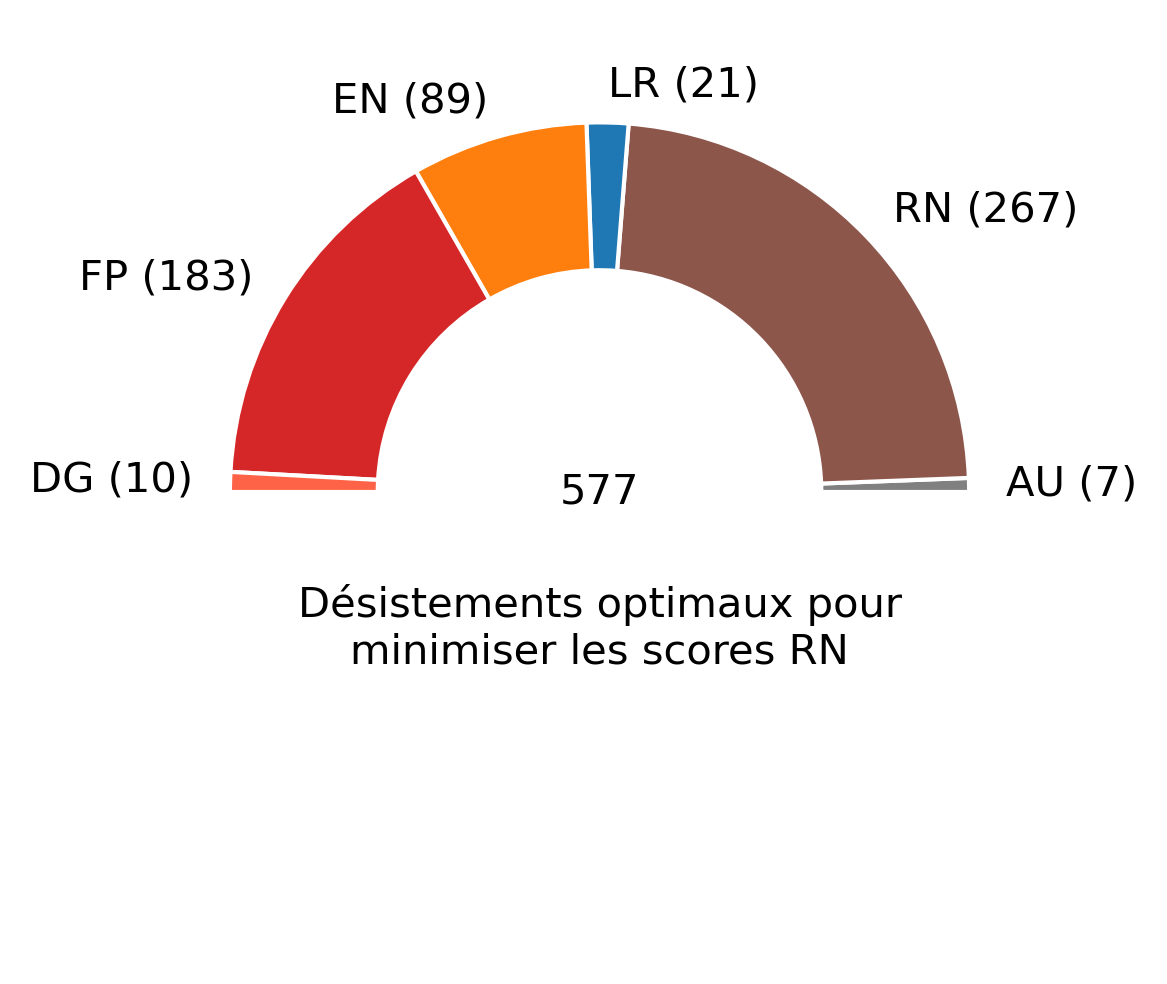 EN (89)
LR (21)
RN (267)
FP (183)
DG (10)
577
AU (7)
Désistements optimaux pour
minimiser les scores RN